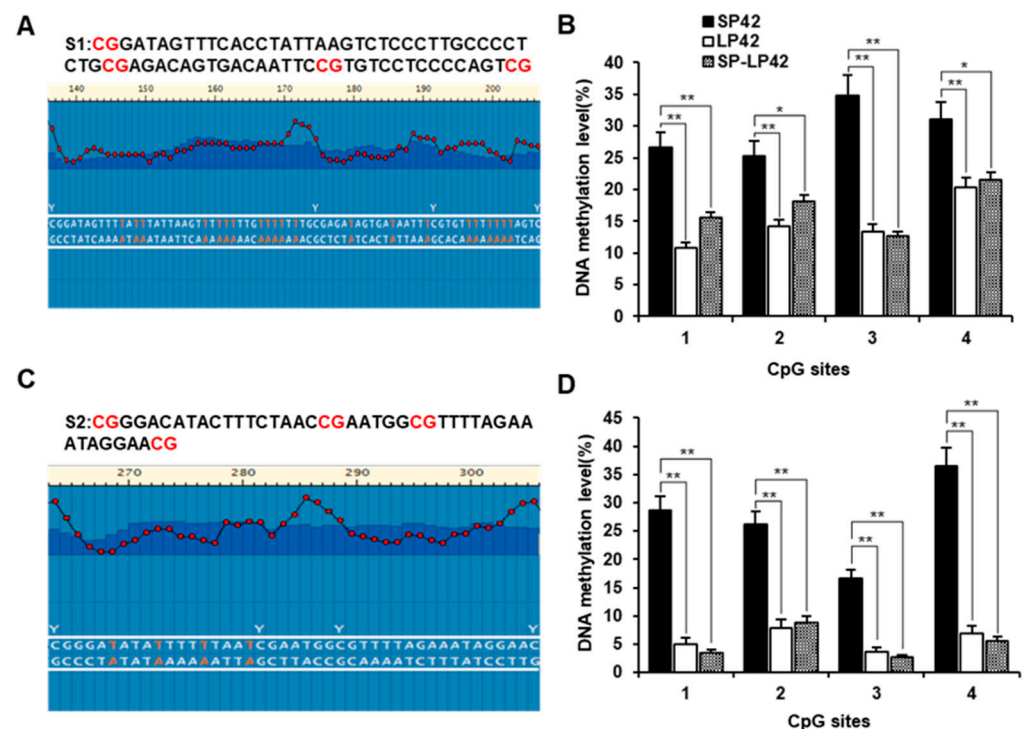 A
S1:CGGATAGTTTCACCTATTAAGTCTCCCTTGCCCCT
CTGCGAGACAGTGACAATTCCGTGTCCTCCCCAGTCG
140 150 160 170 180 190 200
Y Y Y Y
CGGATAGTTTTATTTATTAAGTTTTTTTTGTTTTTTTGCGAGATAGTGATAATTTCGTGTTTTTTTTAGTC
GCCTATCAAAATAAATAATTCAAAAAAAACAAAAAAACGCTCTATCACTATTAAAGCACAAAAAAAATCAG
B
SP42
LP42
SP-LP42
DNA methylation level(%)
40
35
30
25
20
15
10
5
0
** ** ** * ** ** ** *
1 2 3 4
CpG sites
C
S2:CGGGACATACTTTCTAACCGAATGGCGTTTTAGAA
ATAGGAACG
270 280 290 300
Y Y Y Y
CGGGATATATTTTTTAATCGAATGGCGTTTTAGAAATAGGAAC
GCCCTATATAAAAAATTAGCTTACCGCAAAATCTTTATCCTTG
D
DNA methylation level(%)
45
40
35
30
25
20
15
10
5
0
** ** ** ** ** ** ** **
1 2 3 4
CpG sites